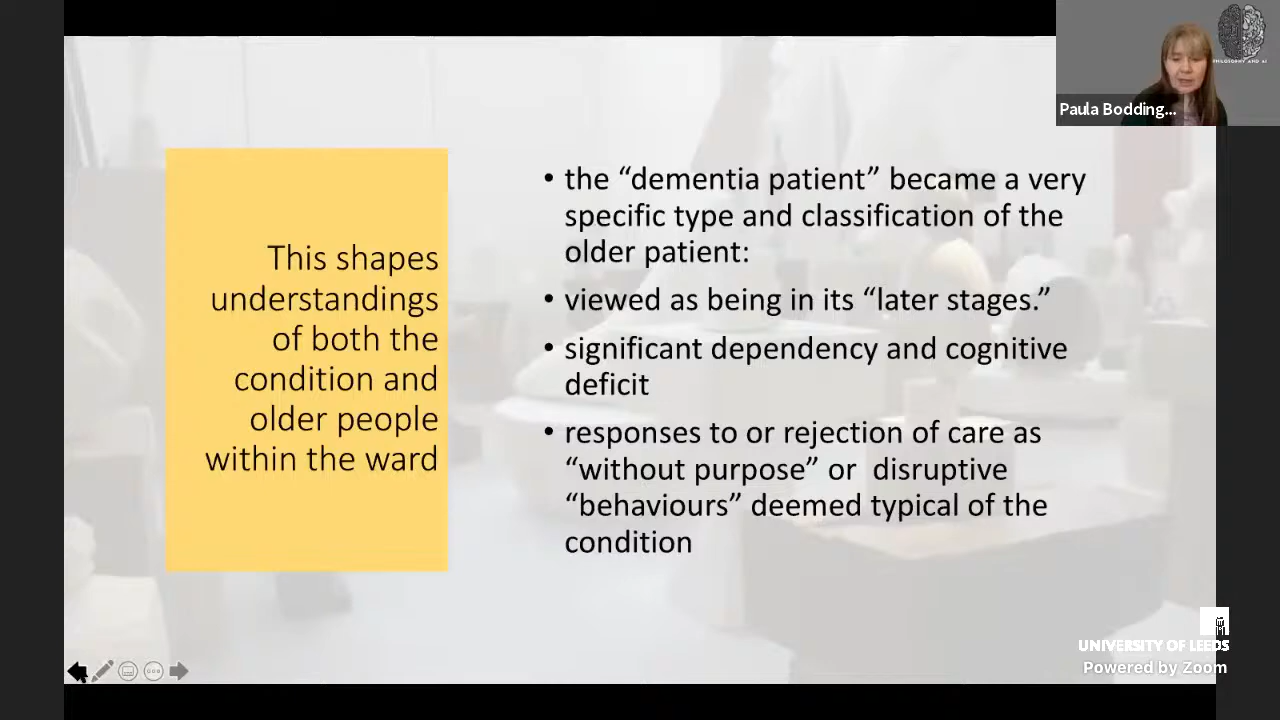 PHILOSOPHY AND AI
Paula Bodding...
This shapes
understandings
of both the
condition and
older people
within the ward
• the “dementia patient” became a very
specific type and classification of the
older patient:
• viewed as being in its “later stages.”
• significant dependency and cognitive
deficit
• responses to or rejection of care as
“without purpose” or  disruptive
“behaviours” deemed typical of the
condition
UNIVERSITY OF LEEDS
Powered by Zoom